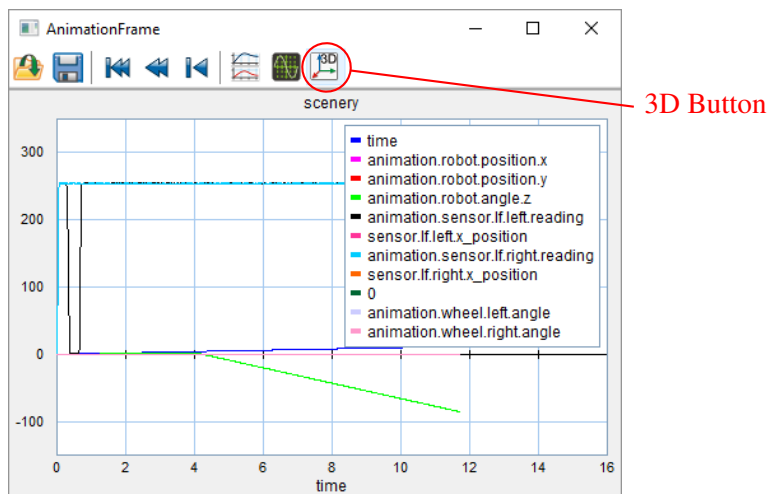 AnimationFrame
3D
3D Button
scenery
time
animation.robot.position.x
animation.robot.position.y
animation.robot.angle.z
animation.sensor.lf.left.reading
sensor.lf.left.x_position
animation.sensor.lf.right.reading
sensor.lf.right.x_position
0
animation.wheel.left.angle
animation.wheel.right.angle
300
200
100
0
-100
0 2 4 6 8 10 12 14 16
time